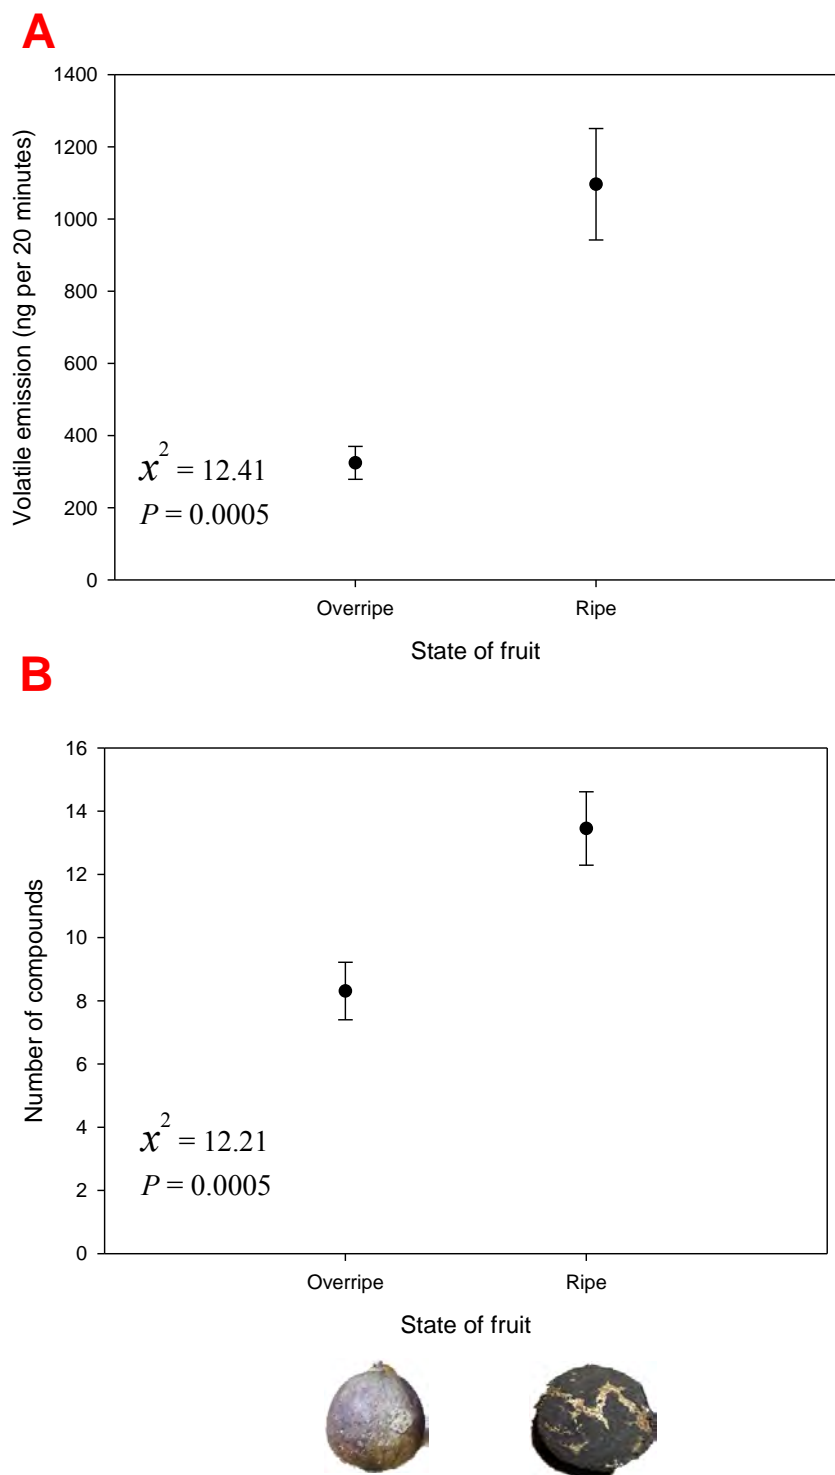 A
1400
1200
1000
800
600
400
200
0
Volatile emission (ng per 20 minutes)
x² = 12.41
P = 0.0005
Overripe Ripe
State of fruit
B
16
14
12
10
8
6
4
2
0
Number of compounds
x² = 12.21
P = 0.0005
Overripe Ripe
State of fruit